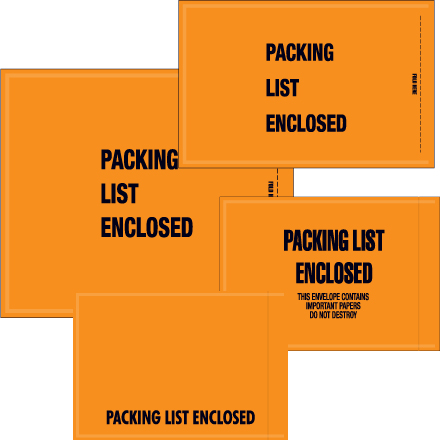 PACKING
LIST
ENCLOSED
FOLD HERE
PACKING
LIST
ENCLOSED
PACKING LIST
ENCLOSED
THIS ENVELOPE CONTAINS
IMPORTANT PAPERS
DO NOT DESTROY
PACKING LIST ENCLOSED